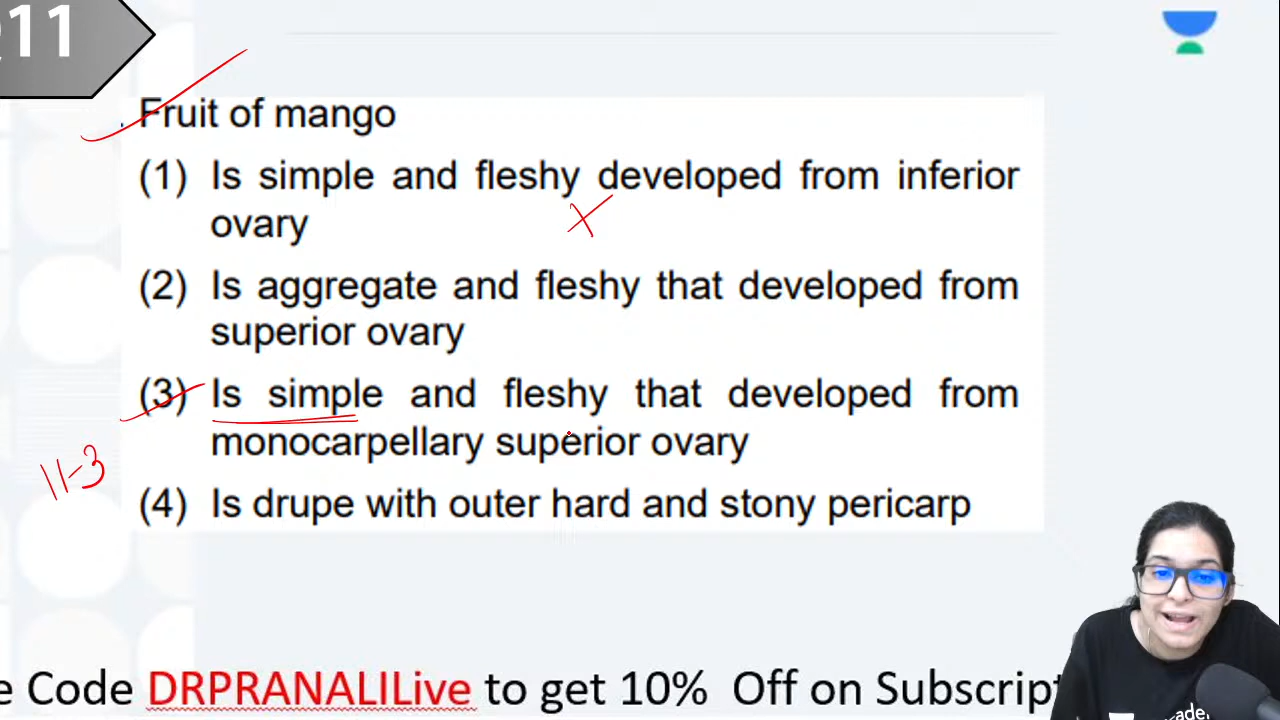 11
Fruit of mango
(1) Is simple and fleshy developed from inferior
ovary
(2) Is aggregate and fleshy that developed from
superior ovary
(3) Is simple and fleshy that developed from
monocarpellary superior ovary
11-3
(4) Is drupe with outer hard and stony pericarp
e Code DRPRANALILive to get 10% Off on Subscript